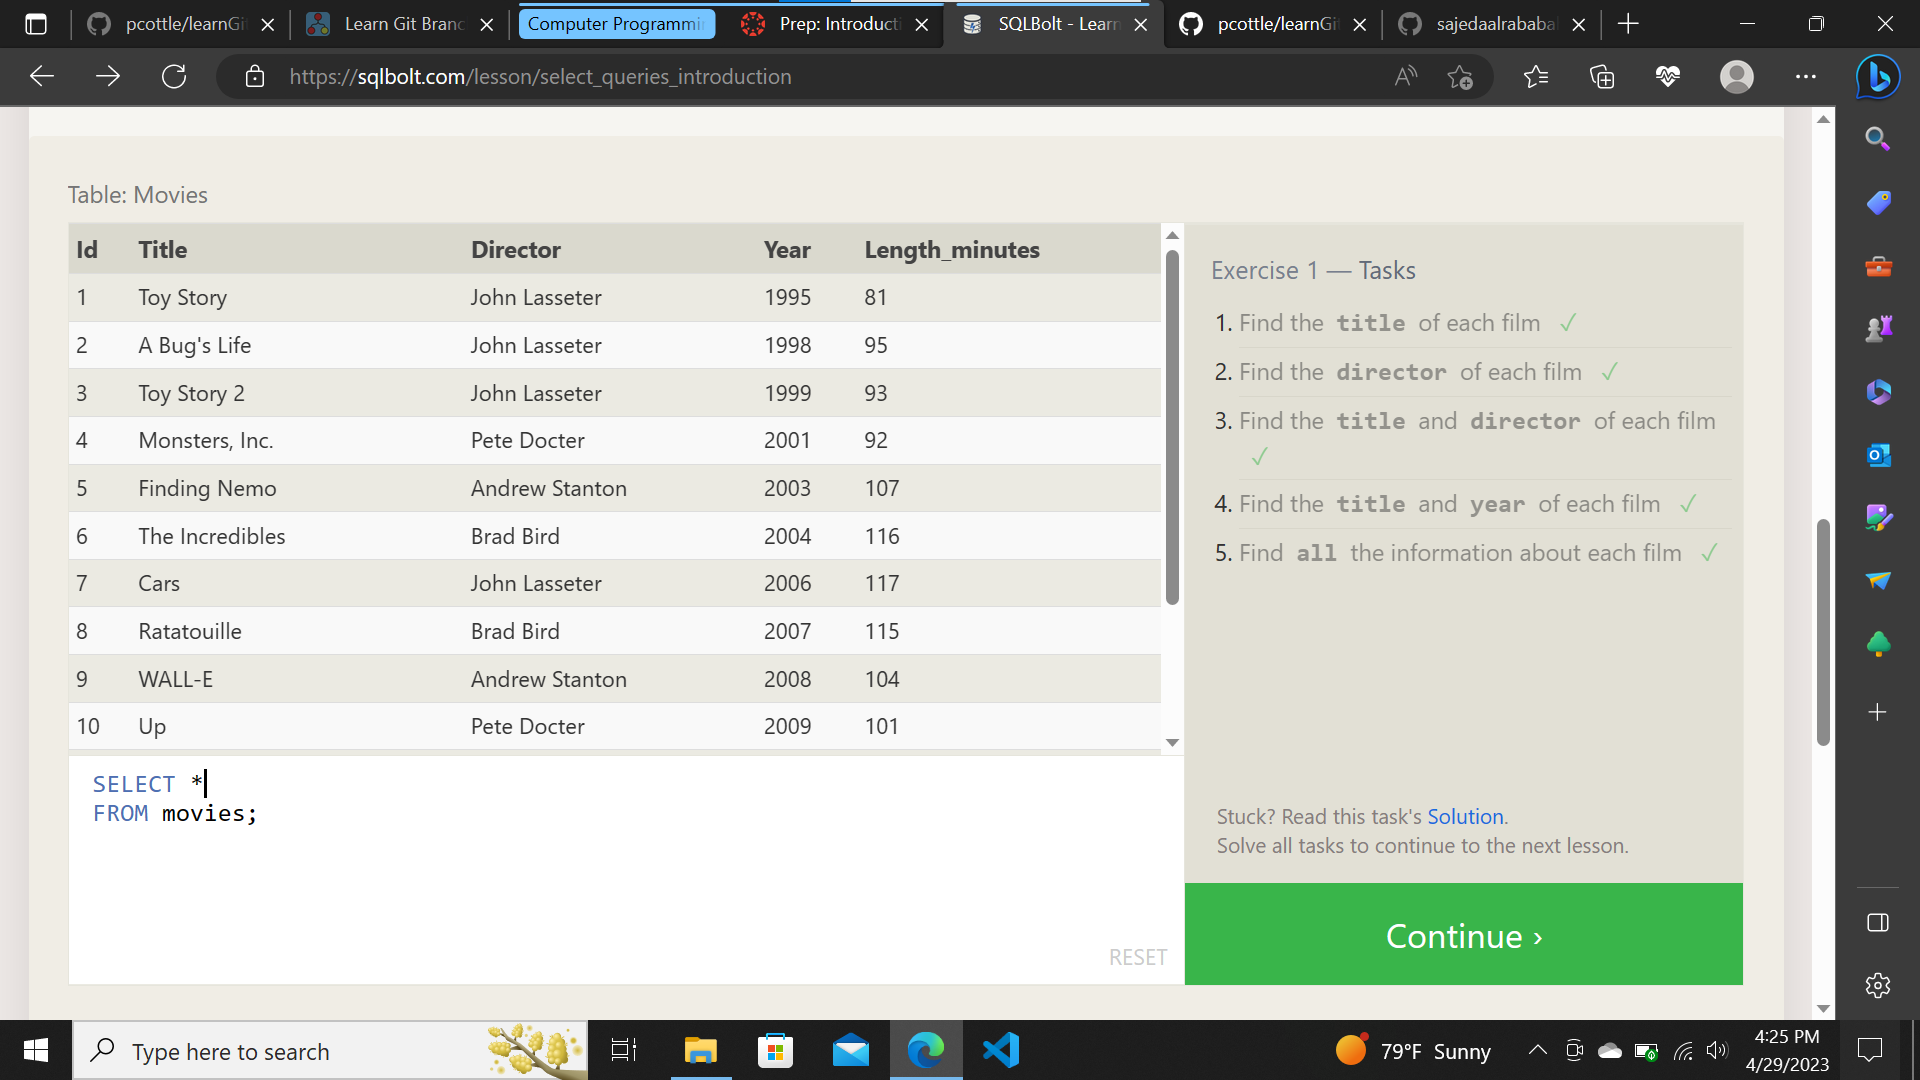 pcottle/learnGi
Learn Git Branc
Computer Programmin
Prep: Introducti
SQLBolt - Learn
pcottle/learnGi
sajedaalrababa
https://sqlbolt.com/lesson/select_queries_introduction
Table: Movies
Id Title Director Year Length_minutes
1 Toy Story John Lasseter 1995 81
2 A Bug's Life John Lasseter 1998 95
3 Toy Story 2 John Lasseter 1999 93
4 Monsters, Inc. Pete Docter 2001 92
5 Finding Nemo Andrew Stanton 2003 107
6 The Incredibles Brad Bird 2004 116
7 Cars John Lasseter 2006 117
8 Ratatouille Brad Bird 2007 115
9 WALL-E Andrew Stanton 2008 104
10 Up Pete Docter 2009 101
SELECT *
FROM movies;
RESET
Exercise 1 — Tasks
1. Find the title of each film ✓
2. Find the director of each film ✓
3. Find the title and director of each film
✓
4. Find the title and year of each film ✓
5. Find all the information about each film ✓
Stuck? Read this task's Solution.
Solve all tasks to continue to the next lesson.
Continue ›
Type here to search
79°F Sunny
4:25 PM
4/29/2023